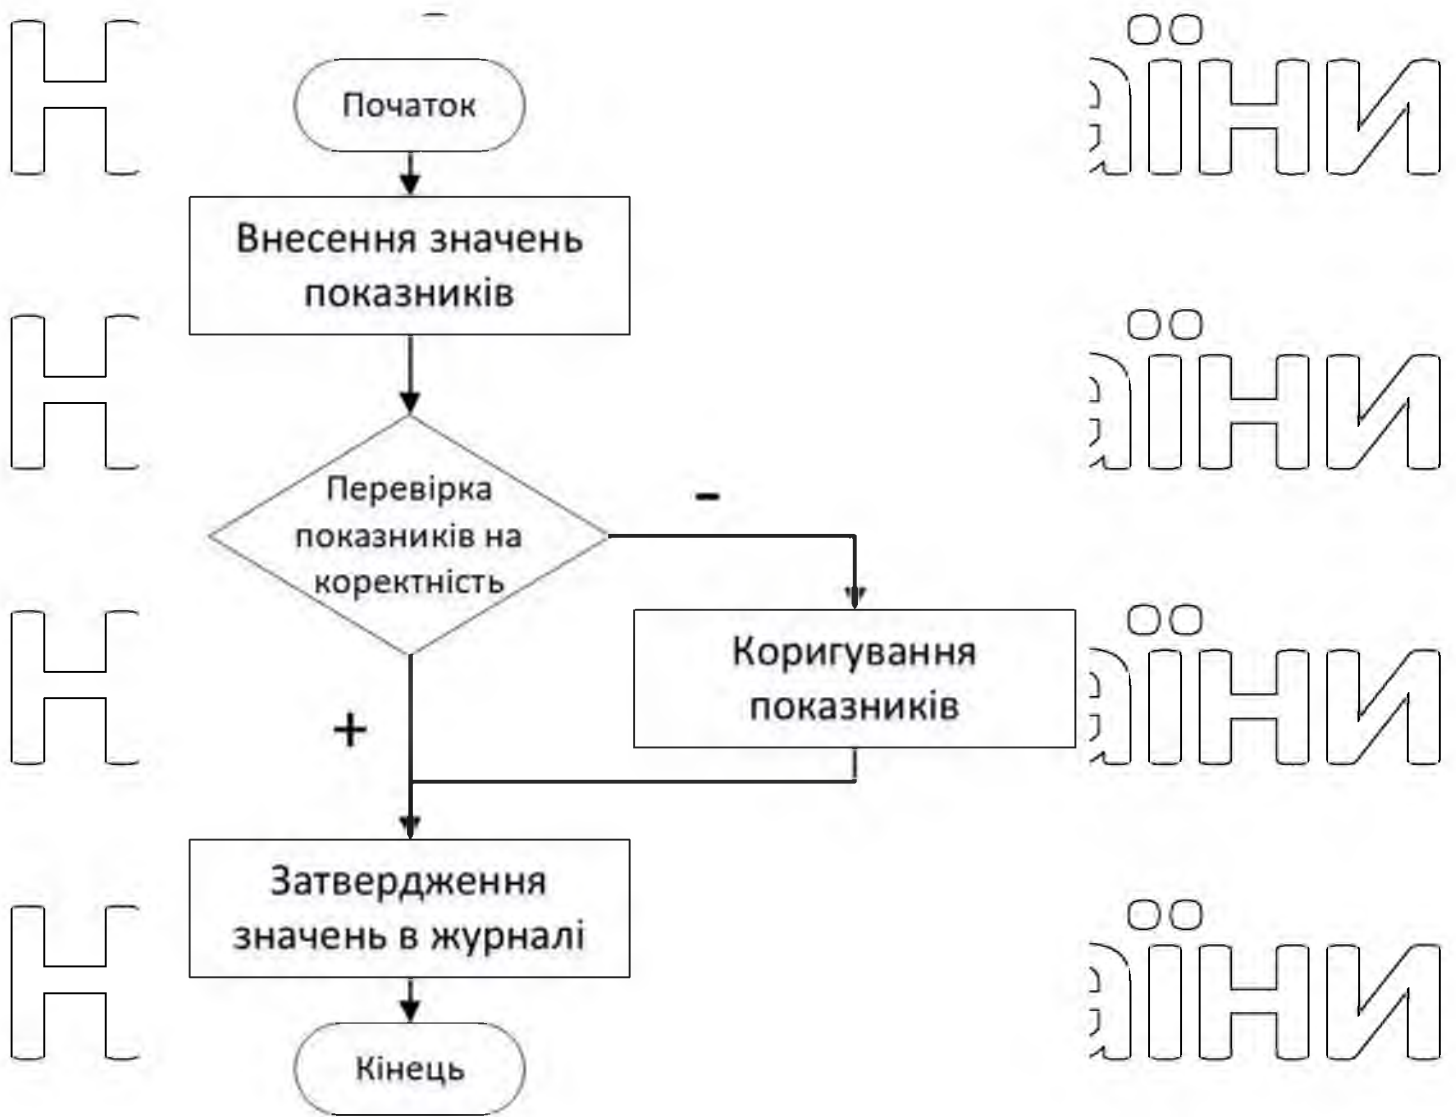 Початок
Внесення значень
показників
Перевірка
показників на
коректність
-
Коригування
показників
+
Затвердження
значень в журналі
Кінець